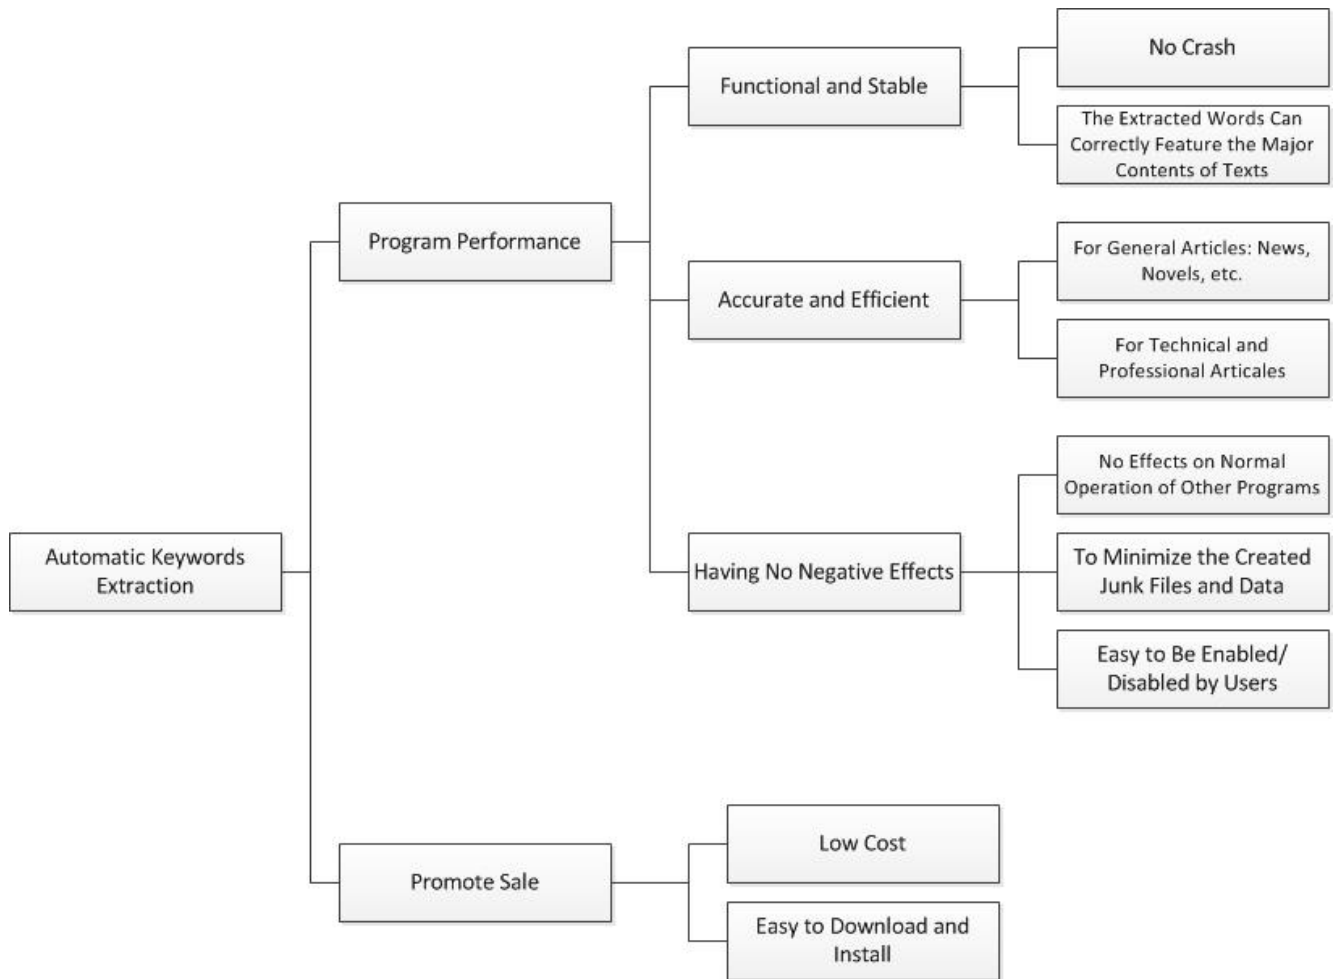 No Crash
Functional and Stable
The Extracted Words Can
Correctly Feature the Major
Contents of Texts
Program Performance
For General Articles: News,
Novels, etc.
Accurate and Efficient
For Technical and
Professional Articales
No Effects on Normal
Operation of Other Programs
Automatic Keywords
Extraction
Having No Negative Effects
To Minimize the Created
Junk Files and Data
Easy to Be Enabled/
Disabled by Users
Low Cost
Promote Sale
Easy to Download and
Install